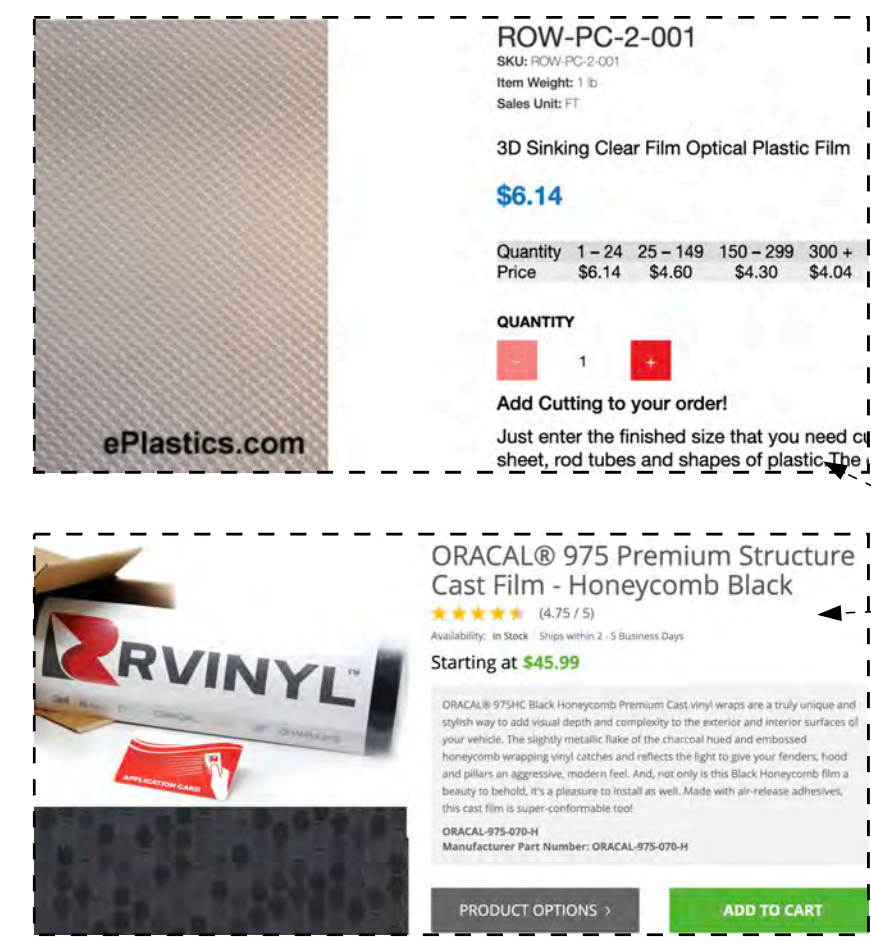 ROW-PC-2-001
SKU: ROW-PC-2-001
Item Weight: 1 lb
Sales Unit: FT
3D Sinking Clear Film Optical Plastic Film
$6.14
Quantity 1 – 24 25 – 149 150 – 299 300 +
Price $6.14 $4.60 $4.30 $4.04
QUANTITY
- 1 +
Add Cutting to your order!
Just enter the finished size that you need
sheet, rod tubes and shapes of plastic.The
ePlastics.com
ORACAL® 975 Premium Structure
Cast Film - Honeycomb Black
(4.75 / 5)
Availability: In Stock Ships within 2 - 5 Business Days
Starting at $45.99
ORACAL® 975HC Black Honeycomb Premium Cast vinyl wraps are a truly unique and
stylish way to add visual depth and complexity to the exterior and interior surfaces of
your vehicle. The slightly metallic flake of the charcoal hued and embossed
honeycomb wrapping vinyl catches and reflects the light to give your fenders, hood
and pillars an aggressive, modern feel. And, not only is this Black Honeycomb film a
beauty to behold, it's a pleasure to install as well. Made with air-release adhesives,
this cast film is super-conformable too!
ORACAL-975-070-H
Manufacturer Part Number: ORACAL-975-070-H
PRODUCT OPTIONS ›
ADD TO CART
RVINYL™
APPLICATION CARD